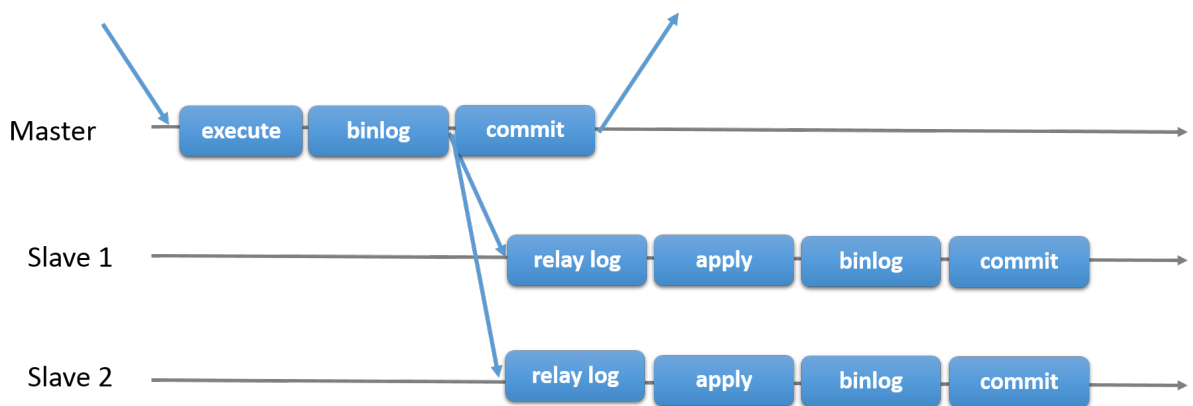 Master execute binlog commit
Slave 1 relay log apply binlog commit
Slave 2 relay log apply binlog commit